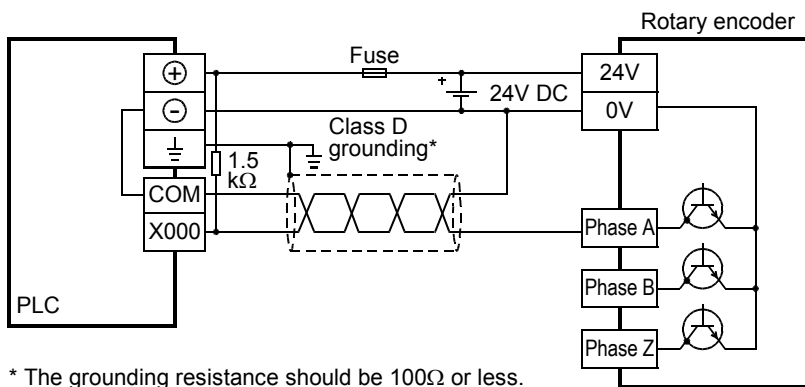 Rotary encoder
Fuse
+
24V
+
24V DC
-
0V
Class D
grounding*
1.5
kΩ
COM
X000
Phase A
Phase B
PLC
Phase Z
* The grounding resistance should be 100Ω or less.